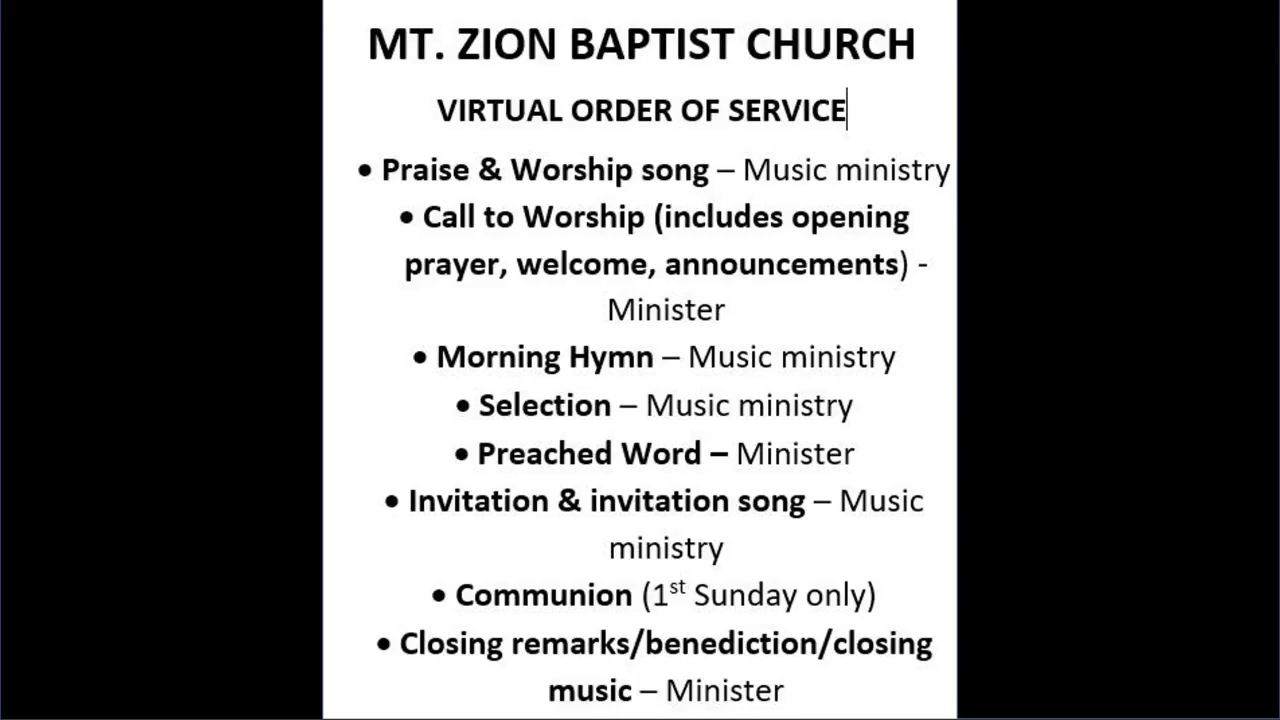 MT. ZION BAPTIST CHURCH
VIRTUAL ORDER OF SERVICE
• Praise & Worship song – Music ministry
• Call to Worship (includes opening
prayer, welcome, announcements) -
Minister
• Morning Hymn – Music ministry
• Selection – Music ministry
• Preached Word – Minister
• Invitation & invitation song – Music
ministry
• Communion (1st Sunday only)
• Closing remarks/benediction/closing
music – Minister